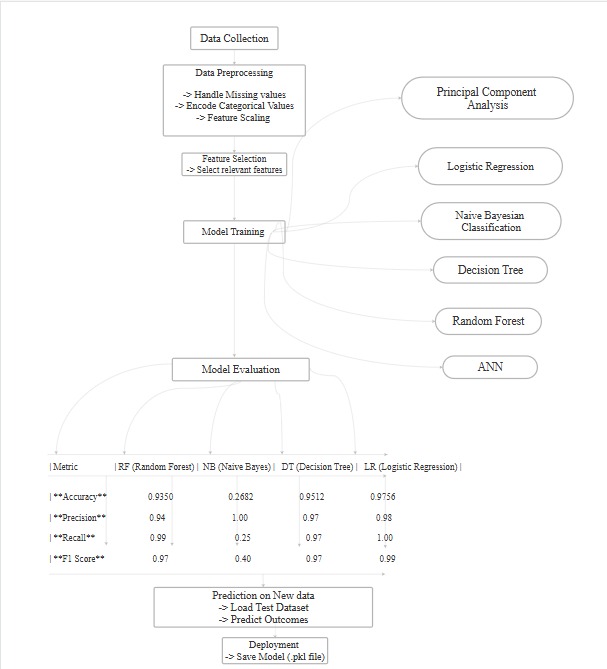 Data Collection
Data Preprocessing
-> Handle Missing values
-> Encode Categorical Values
-> Feature Scaling
Principal Component
Analysis
Feature Selection
-> Select relevant features
Logistic Regression
Naive Bayesian
Classification
Model Training
Decision Tree
Random Forest
ANN
Model Evaluation
| Metric | RF (Random Forest) | NB (Naive Bayes) | DT (Decision Tree) | LR (Logistic Regression) |
| **Accuracy** 0.9350 0.2682 0.9512 0.9756
| **Precision** 0.94 1.00 0.97 0.98
| **Recall** 0.99 0.25 0.97 1.00
| **F1 Score** 0.97 0.40 0.97 0.99
Prediction on New data
-> Load Test Dataset
-> Predict Outcomes
Deployment
-> Save Model (.pkl file)